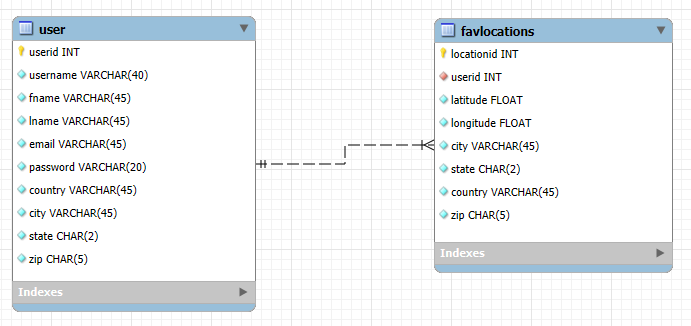 user
userid INT
username VARCHAR(40)
fname VARCHAR(45)
lname VARCHAR(45)
email VARCHAR(45)
password VARCHAR(20)
country VARCHAR(45)
city VARCHAR(45)
state CHAR(2)
zip CHAR(5)
Indexes
favlocations
locationid INT
userid INT
latitude FLOAT
longitude FLOAT
city VARCHAR(45)
state CHAR(2)
country VARCHAR(45)
zip CHAR(5)
Indexes